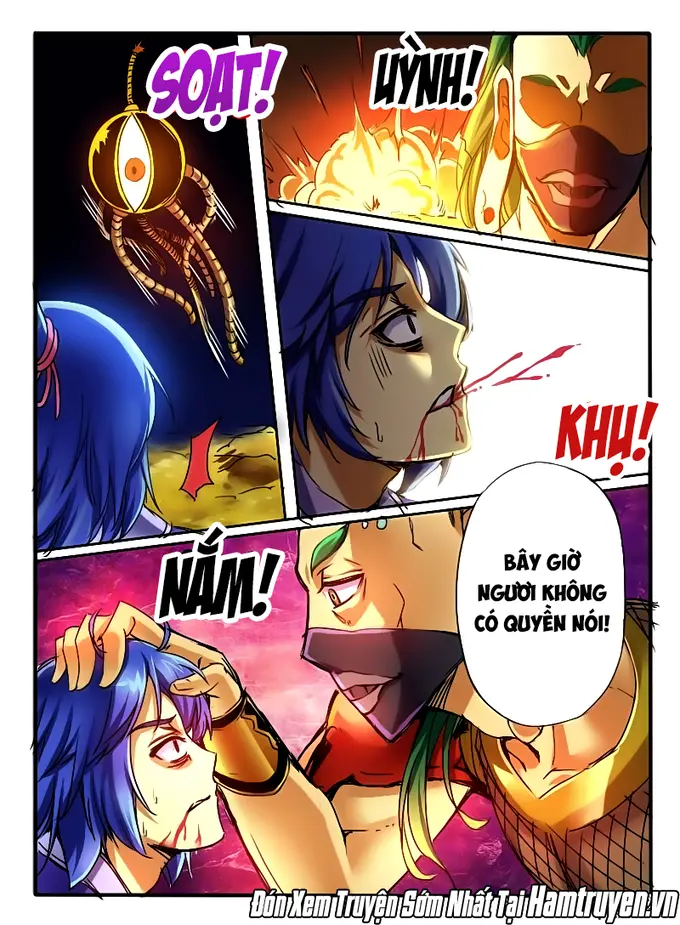 SOẠT!
UỲNH!
KHỤ!
NẮM!
BÂY GIỜ
NGƯƠI KHÔNG
CÓ QUYỀN NÓI!
Đón Xem Truyện Sớm Nhất Tại Hamtruyen.vn